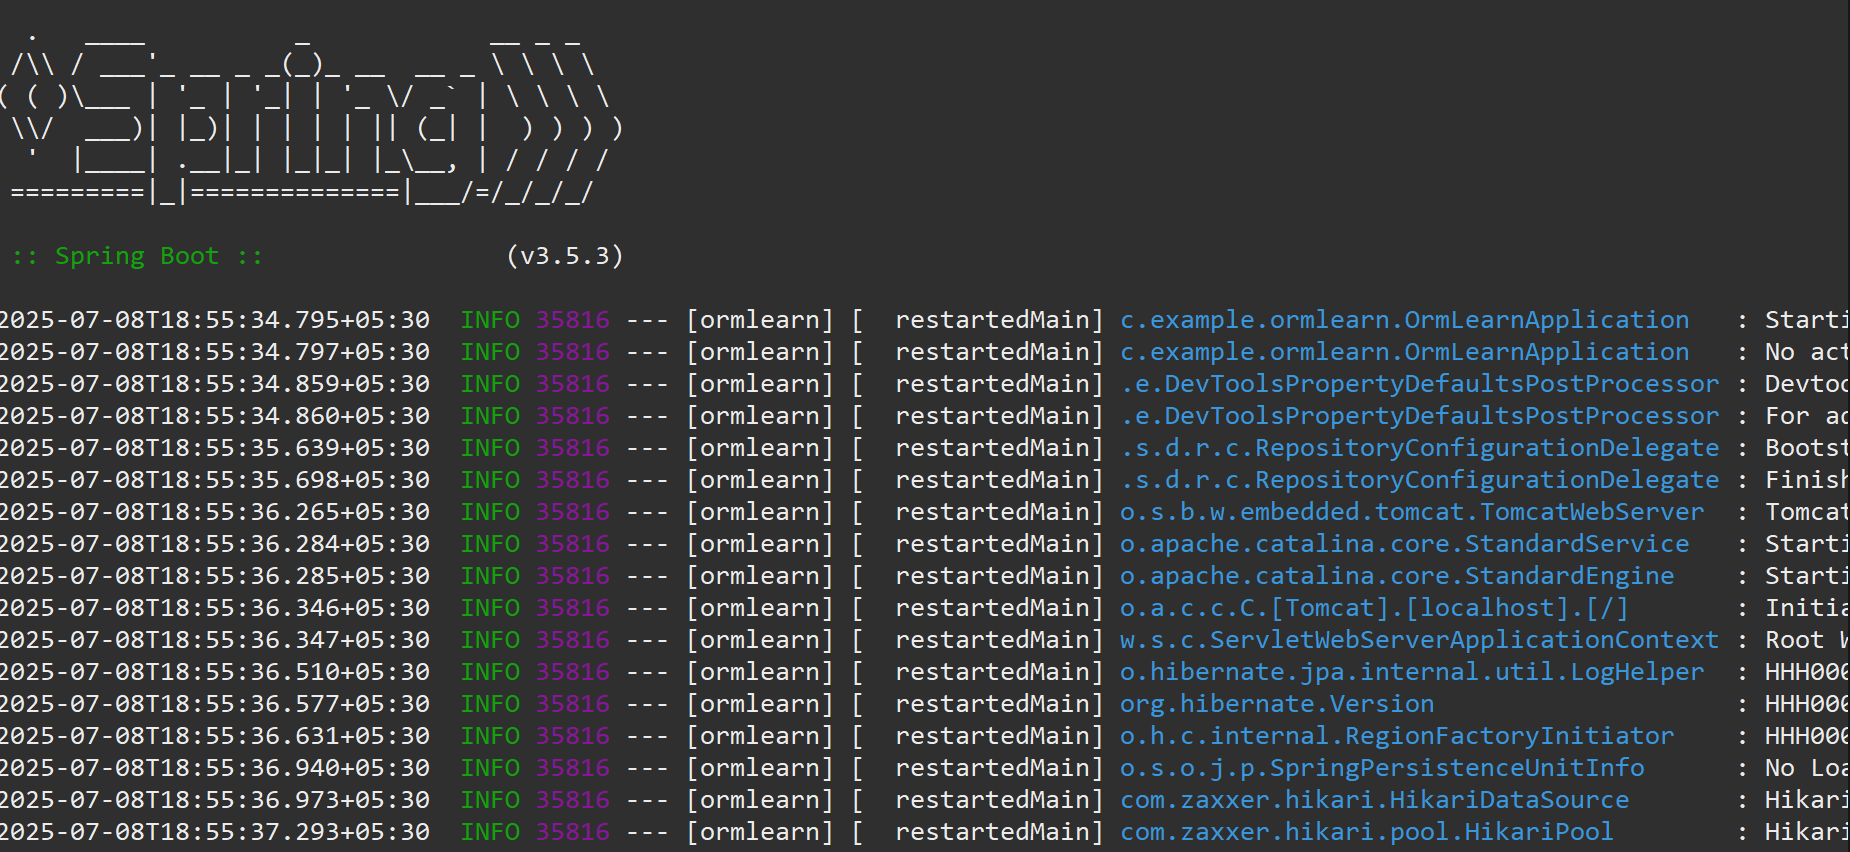 .   ____          _            __ _ _
 /\\ / ___'_ __ _ _(_)_ __  __ _ \ \ \ \
( ( )\___ | '_ | '_| | '_ \/ _` | \ \ \ \
 \\/  ___)| |_)| | | | | || (_| |  ) ) ) )
  '  |____| .__|_| |_|_| |_\__, | / / / /
 =========|_|==============|___/=/_/_/_/

 :: Spring Boot ::                (v3.5.3)

2025-07-08T18:55:34.795+05:30  INFO 35816 --- [ormlearn] [  restartedMain] c.example.ormlearn.OrmLearnApplication   : Starti
2025-07-08T18:55:34.797+05:30  INFO 35816 --- [ormlearn] [  restartedMain] c.example.ormlearn.OrmLearnApplication   : No act
2025-07-08T18:55:34.859+05:30  INFO 35816 --- [ormlearn] [  restartedMain] .e.DevToolsPropertyDefaultsPostProcessor : Devtoo
2025-07-08T18:55:34.860+05:30  INFO 35816 --- [ormlearn] [  restartedMain] .e.DevToolsPropertyDefaultsPostProcessor : For ad
2025-07-08T18:55:35.639+05:30  INFO 35816 --- [ormlearn] [  restartedMain] .s.d.r.c.RepositoryConfigurationDelegate : Bootst
2025-07-08T18:55:35.698+05:30  INFO 35816 --- [ormlearn] [  restartedMain] .s.d.r.c.RepositoryConfigurationDelegate : Finish
2025-07-08T18:55:36.265+05:30  INFO 35816 --- [ormlearn] [  restartedMain] o.s.b.w.embedded.tomcat.TomcatWebServer  : Tomcat
2025-07-08T18:55:36.284+05:30  INFO 35816 --- [ormlearn] [  restartedMain] o.apache.catalina.core.StandardService   : Starti
2025-07-08T18:55:36.285+05:30  INFO 35816 --- [ormlearn] [  restartedMain] o.apache.catalina.core.StandardEngine    : Starti
2025-07-08T18:55:36.346+05:30  INFO 35816 --- [ormlearn] [  restartedMain] o.a.c.c.C.[Tomcat].[localhost].[/]       : Initia
2025-07-08T18:55:36.347+05:30  INFO 35816 --- [ormlearn] [  restartedMain] w.s.c.ServletWebServerApplicationContext : Root W
2025-07-08T18:55:36.510+05:30  INFO 35816 --- [ormlearn] [  restartedMain] o.hibernate.jpa.internal.util.LogHelper  : HHH000
2025-07-08T18:55:36.577+05:30  INFO 35816 --- [ormlearn] [  restartedMain] org.hibernate.Version                    : HHH000
2025-07-08T18:55:36.631+05:30  INFO 35816 --- [ormlearn] [  restartedMain] o.h.c.internal.RegionFactoryInitiator    : HHH000
2025-07-08T18:55:36.940+05:30  INFO 35816 --- [ormlearn] [  restartedMain] o.s.o.j.p.SpringPersistenceUnitInfo      : No Loa
2025-07-08T18:55:36.973+05:30  INFO 35816 --- [ormlearn] [  restartedMain] com.zaxxer.hikari.HikariDataSource       : Hikari
2025-07-08T18:55:37.293+05:30  INFO 35816 --- [ormlearn] [  restartedMain] com.zaxxer.hikari.pool.HikariPool        : Hikari